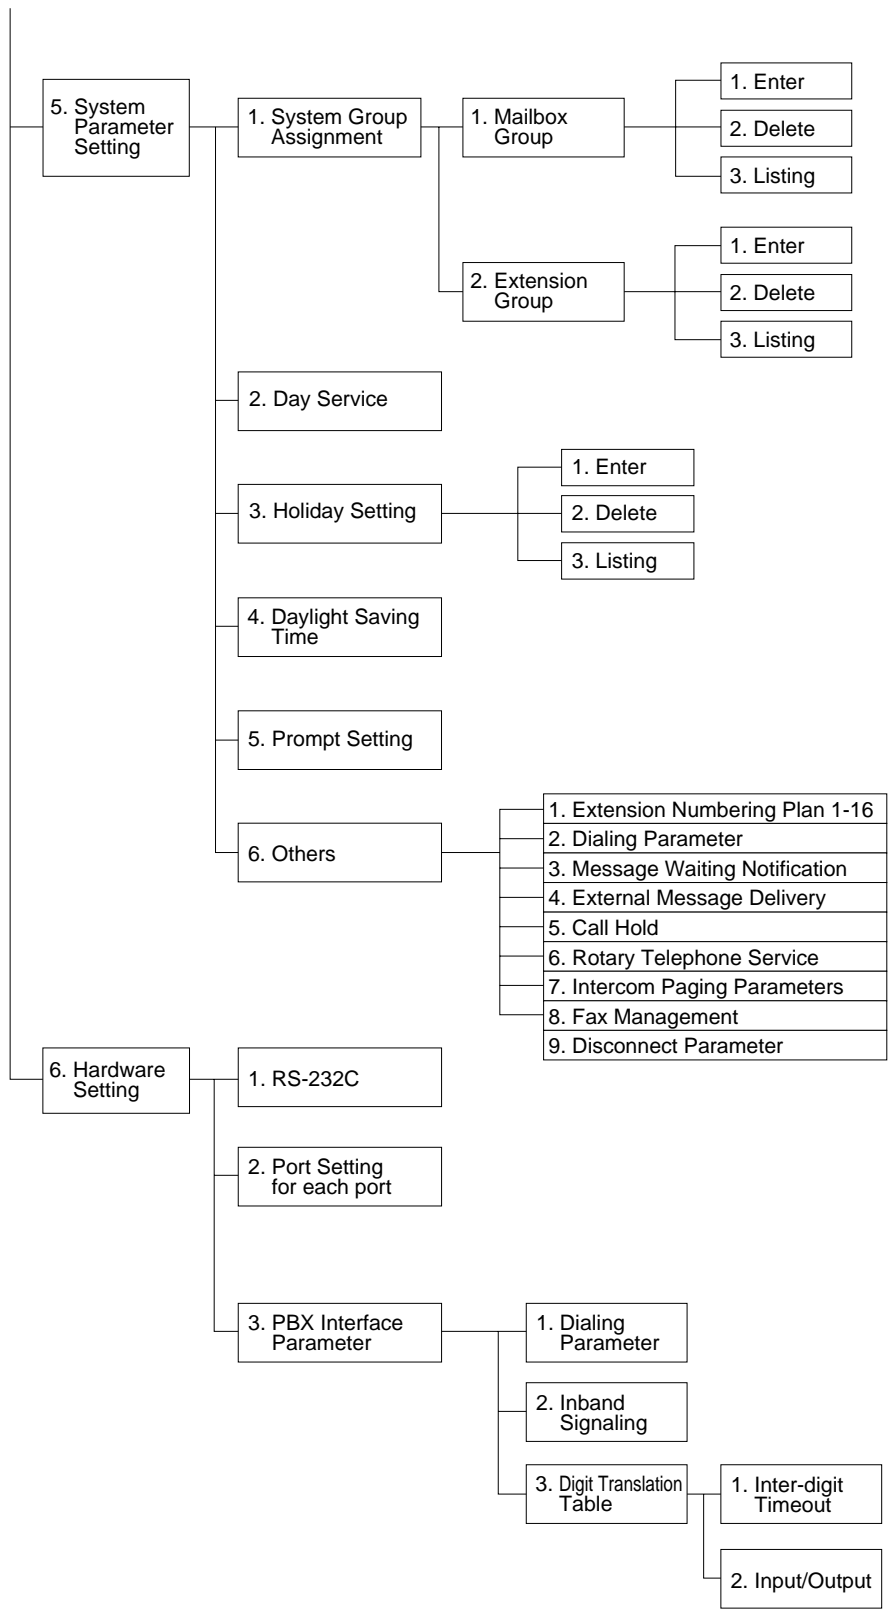 5. System
Parameter
Setting
1. System Group
Assignment
1. Mailbox
Group
1. Enter
2. Delete
3. Listing
2. Extension
Group
1. Enter
2. Delete
3. Listing
2. Day Service
3. Holiday Setting
1. Enter
2. Delete
3. Listing
4. Daylight Saving
Time
5. Prompt Setting
6. Others
1. Extension Numbering Plan 1-16
2. Dialing Parameter
3. Message Waiting Notification
4. External Message Delivery
5. Call Hold
6. Rotary Telephone Service
7. Intercom Paging Parameters
8. Fax Management
9. Disconnect Parameter
6. Hardware
Setting
1. RS-232C
2. Port Setting
for each port
3. PBX Interface
Parameter
1. Dialing
Parameter
2. Inband
Signaling
3. Digit Translation
Table
1. Inter-digit
Timeout
2. Input/Output